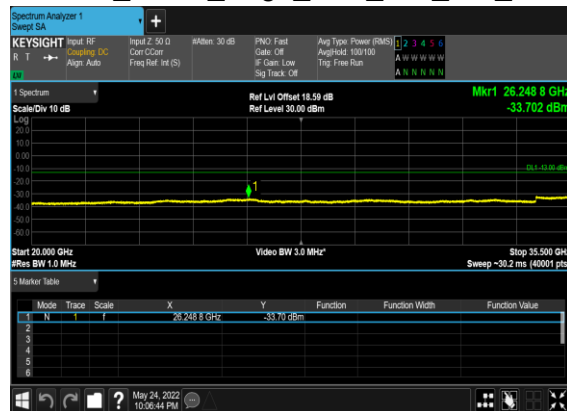 Spectrum Analyzer 1
Swept SA
+
KEYSIGHT Input: RF Input Z: 50 Ω #Atten: 30 dB PNO: Fast Avg Type: Power (RMS) 1 2 3 4 5 6
R T Coupling: DC Corr CCorr Gate: Off Avg|Hold: 100/100 A W W W W W
Align: Auto Freq Ref: Int (S) IF Gain: Low Trig: Free Run A N N N N N
Sig Track: Off
LXI
1 Spectrum Ref Lvl Offset 18.59 dB Mkr1 26.248 8 GHz
Scale/Div 10 dB Ref Level 30.00 dBm -33.702 dBm
Log
20.0
10.0
0.00
-10.0 DL1 -13.00 dBm
-20.0
-30.0 1
-40.0
-50.0
-60.0
Start 20.000 GHz Video BW 3.0 MHz* Stop 35.500 GHz
#Res BW 1.0 MHz Sweep ~30.2 ms (40001 pts)
5 Marker Table
Mode Trace Scale X Y Function Function Width Function Value
1 N 1 f 26.248 8 GHz -33.70 dBm
2
3
4
5
6
? May 24, 2022
10:06:44 PM